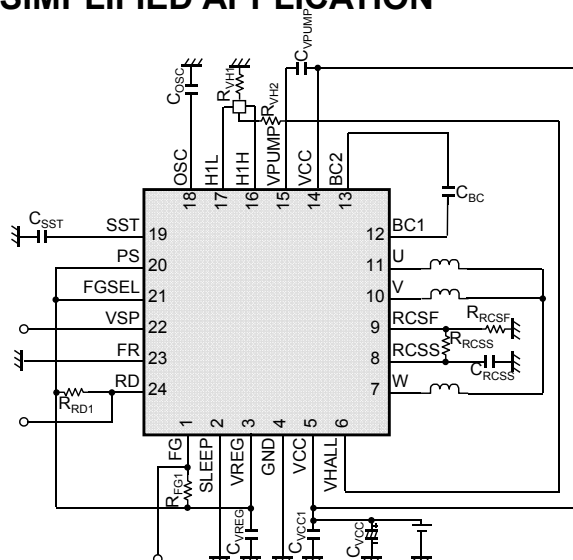 SIMPLIFIED APPLICATION
C_VPUMP
C_OSC
R_VH1
R_VH2
OSC
H1L
H1H
VPUMP
VCC
BC2
18
17
16
15
14
13
C_BC
C_SST
SST
19
12
BC1
PS
20
11
U
FGSEL
21
10
V
VSP
22
9
RCSF
R_RCSF
R_RCSS
FR
23
8
RCSS
C_RCSS
RD
24
7
W
R_RD1
1
2
3
4
5
6
FG
SLEEP
VREG
GND
VCC
VHALL
R_FG1
C_VREG
C_VCC1
C_VCC
+